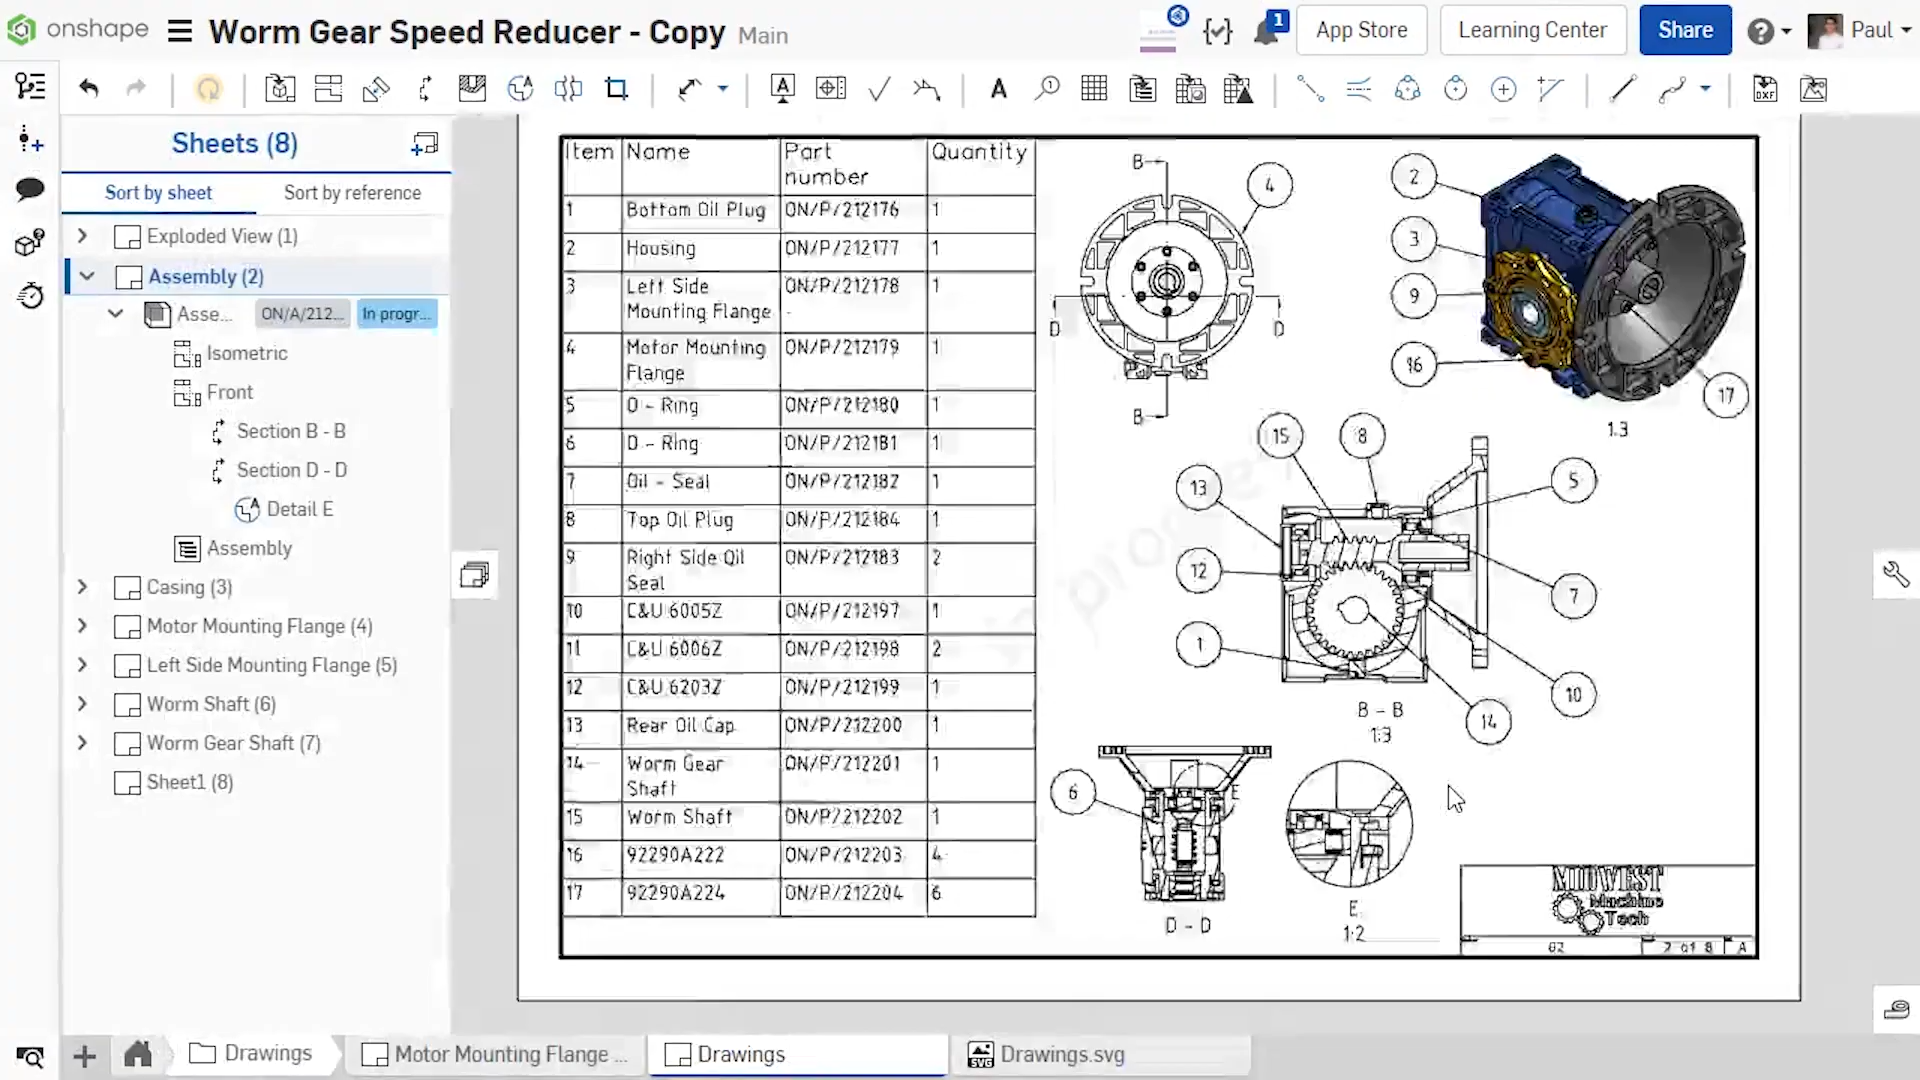 onshape
Worm Gear Speed Reducer - Copy Main
1
App Store
Learning Center
Share
Paul
Sheets (8)
Sort by sheet
Sort by reference
Exploded View (1)
Assembly (2)
Asse... ON/A/212... In progr...
Isometric
Front
Section B - B
Section D - D
Detail E
Assembly
Casing (3)
Motor Mounting Flange (4)
Left Side Mounting Flange (5)
Worm Shaft (6)
Worm Gear Shaft (7)
Sheet1 (8)
Item Name Part number Quantity
1 Bottom Oil Plug ON/P/212176 1
2 Housing ON/P/212177 1
3 Left Side Mounting Flange ON/P/212178 1
4 Motor Mounting Flange ON/P/212179 1
5 O - Ring ON/P/212180 1
6 O - Ring ON/P/212181 1
7 Oil - Seal ON/P/212182 1
8 Top Oil Plug ON/P/212184 1
9 Right Side Oil Seal ON/P/212183 2
10 C&U 6005Z ON/P/212197 1
11 C&U 6006Z ON/P/212198 2
12 C&U 6203Z ON/P/212199 1
13 Rear Oil Cap ON/P/212200 1
14 Worm Gear Shaft ON/P/212201 1
15 Worm Shaft ON/P/212202 1
16 92290A222 ON/P/212203 4
17 92290A224 ON/P/212204 6
B
4
D
D
B
2
3
9
16
17
1:3
15
8
13
5
12
7
1
10
14
B - B
1:3
6
E
D - D
E
1:2
MIDWEST
Machine
Tech
02
2 of 8
A
Drawings
Motor Mounting Flange ...
Drawings
Drawings.svg